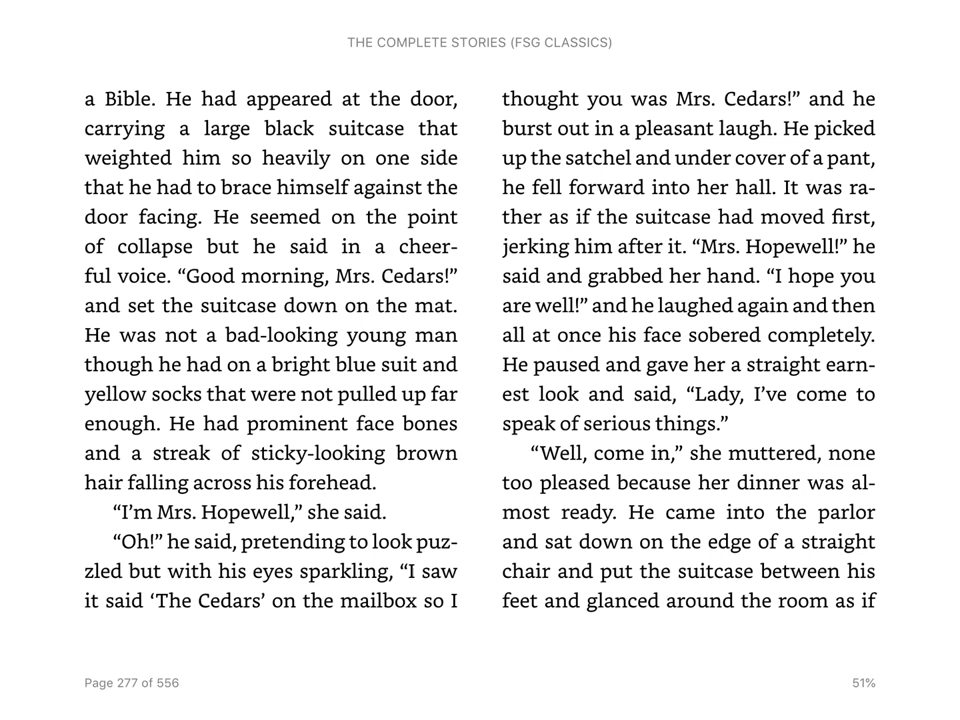 THE COMPLETE STORIES (FSG CLASSICS)
a Bible. He had appeared at the door,
carrying a large black suitcase that
weighted him so heavily on one side
that he had to brace himself against the
door facing. He seemed on the point
of collapse but he said in a cheer-
ful voice. “Good morning, Mrs. Cedars!”
and set the suitcase down on the mat.
He was not a bad-looking young man
though he had on a bright blue suit and
yellow socks that were not pulled up far
enough. He had prominent face bones
and a streak of sticky-looking brown
hair falling across his forehead.
“I’m Mrs. Hopewell,” she said.
“Oh!” he said, pretending to look puz-
zled but with his eyes sparkling, “I saw
it said ‘The Cedars’ on the mailbox so I
thought you was Mrs. Cedars!” and he
burst out in a pleasant laugh. He picked
up the satchel and under cover of a pant,
he fell forward into her hall. It was ra-
ther as if the suitcase had moved first,
jerking him after it. “Mrs. Hopewell!” he
said and grabbed her hand. “I hope you
are well!” and he laughed again and then
all at once his face sobered completely.
He paused and gave her a straight earn-
est look and said, “Lady, I’ve come to
speak of serious things.”
“Well, come in,” she muttered, none
too pleased because her dinner was al-
most ready. He came into the parlor
and sat down on the edge of a straight
chair and put the suitcase between his
feet and glanced around the room as if
Page 277 of 556
51%